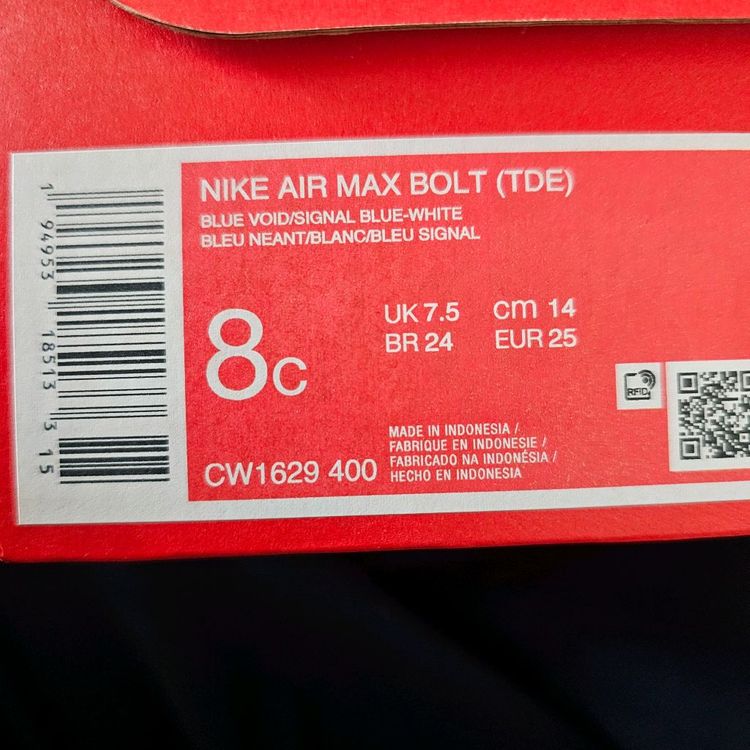 NIKE AIR MAX BOLT (TDE)
BLUE VOID/SIGNAL BLUE-WHITE
BLEU NEANT/BLANC/BLEU SIGNAL
8C
UK 7.5 cm 14
BR 24 EUR 25
MADE IN INDONESIA /
FABRIQUE EN INDONESIE /
FABRICADO NA INDONÉSIA /
HECHO EN INDONESIA
CW1629 400
RFID
1 94953 18513 3 15